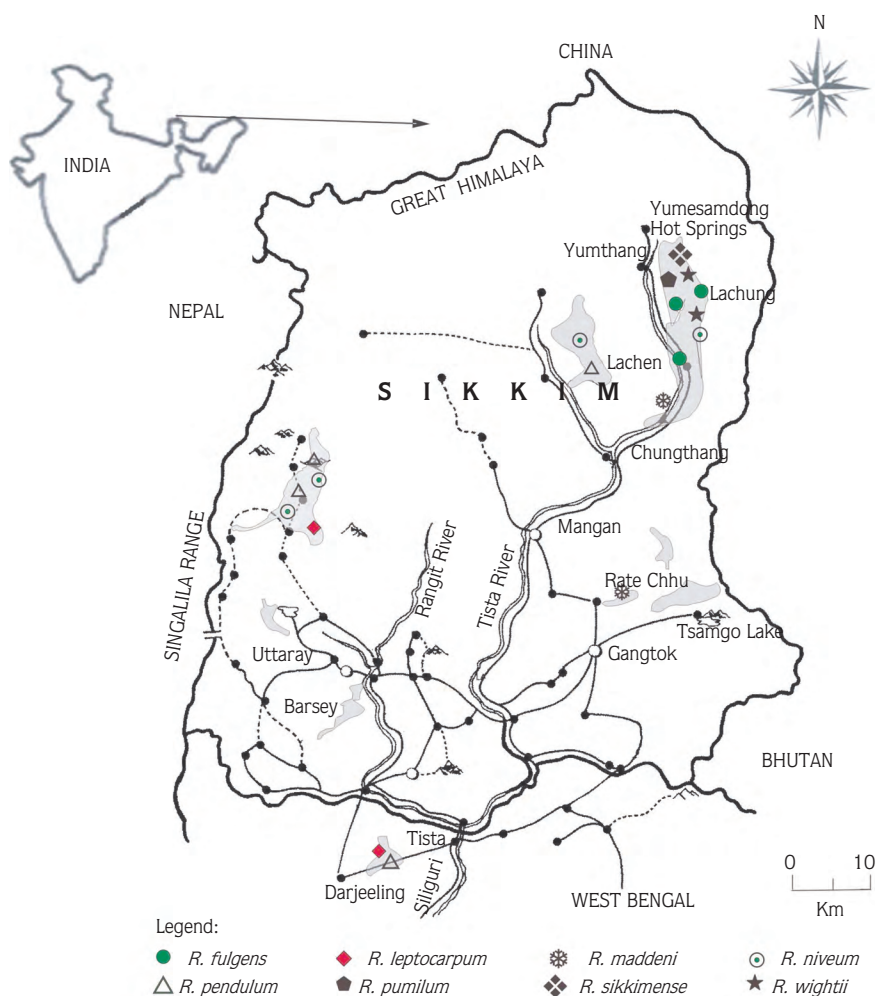 N
CHINA
INDIA
GREAT HIMALAYA
Yumesamdong
Hot Springs
Yumthang
Lachung
NEPAL
Lachen
SIKKIM
Chungthang
SINGALILA RANGE
Rangit River
Tista River
Mangan
Rate Chhu
Tsamgo Lake
Uttaray
Gangtok
Barsey
BHUTAN
Tista
Darjeeling
Siliguri
WEST BENGAL
0 10
Km
Legend:
R. fulgens R. leptocarpum R. maddeni R. niveum
R. pendulum R. pumilum R. sikkimense R. wightii